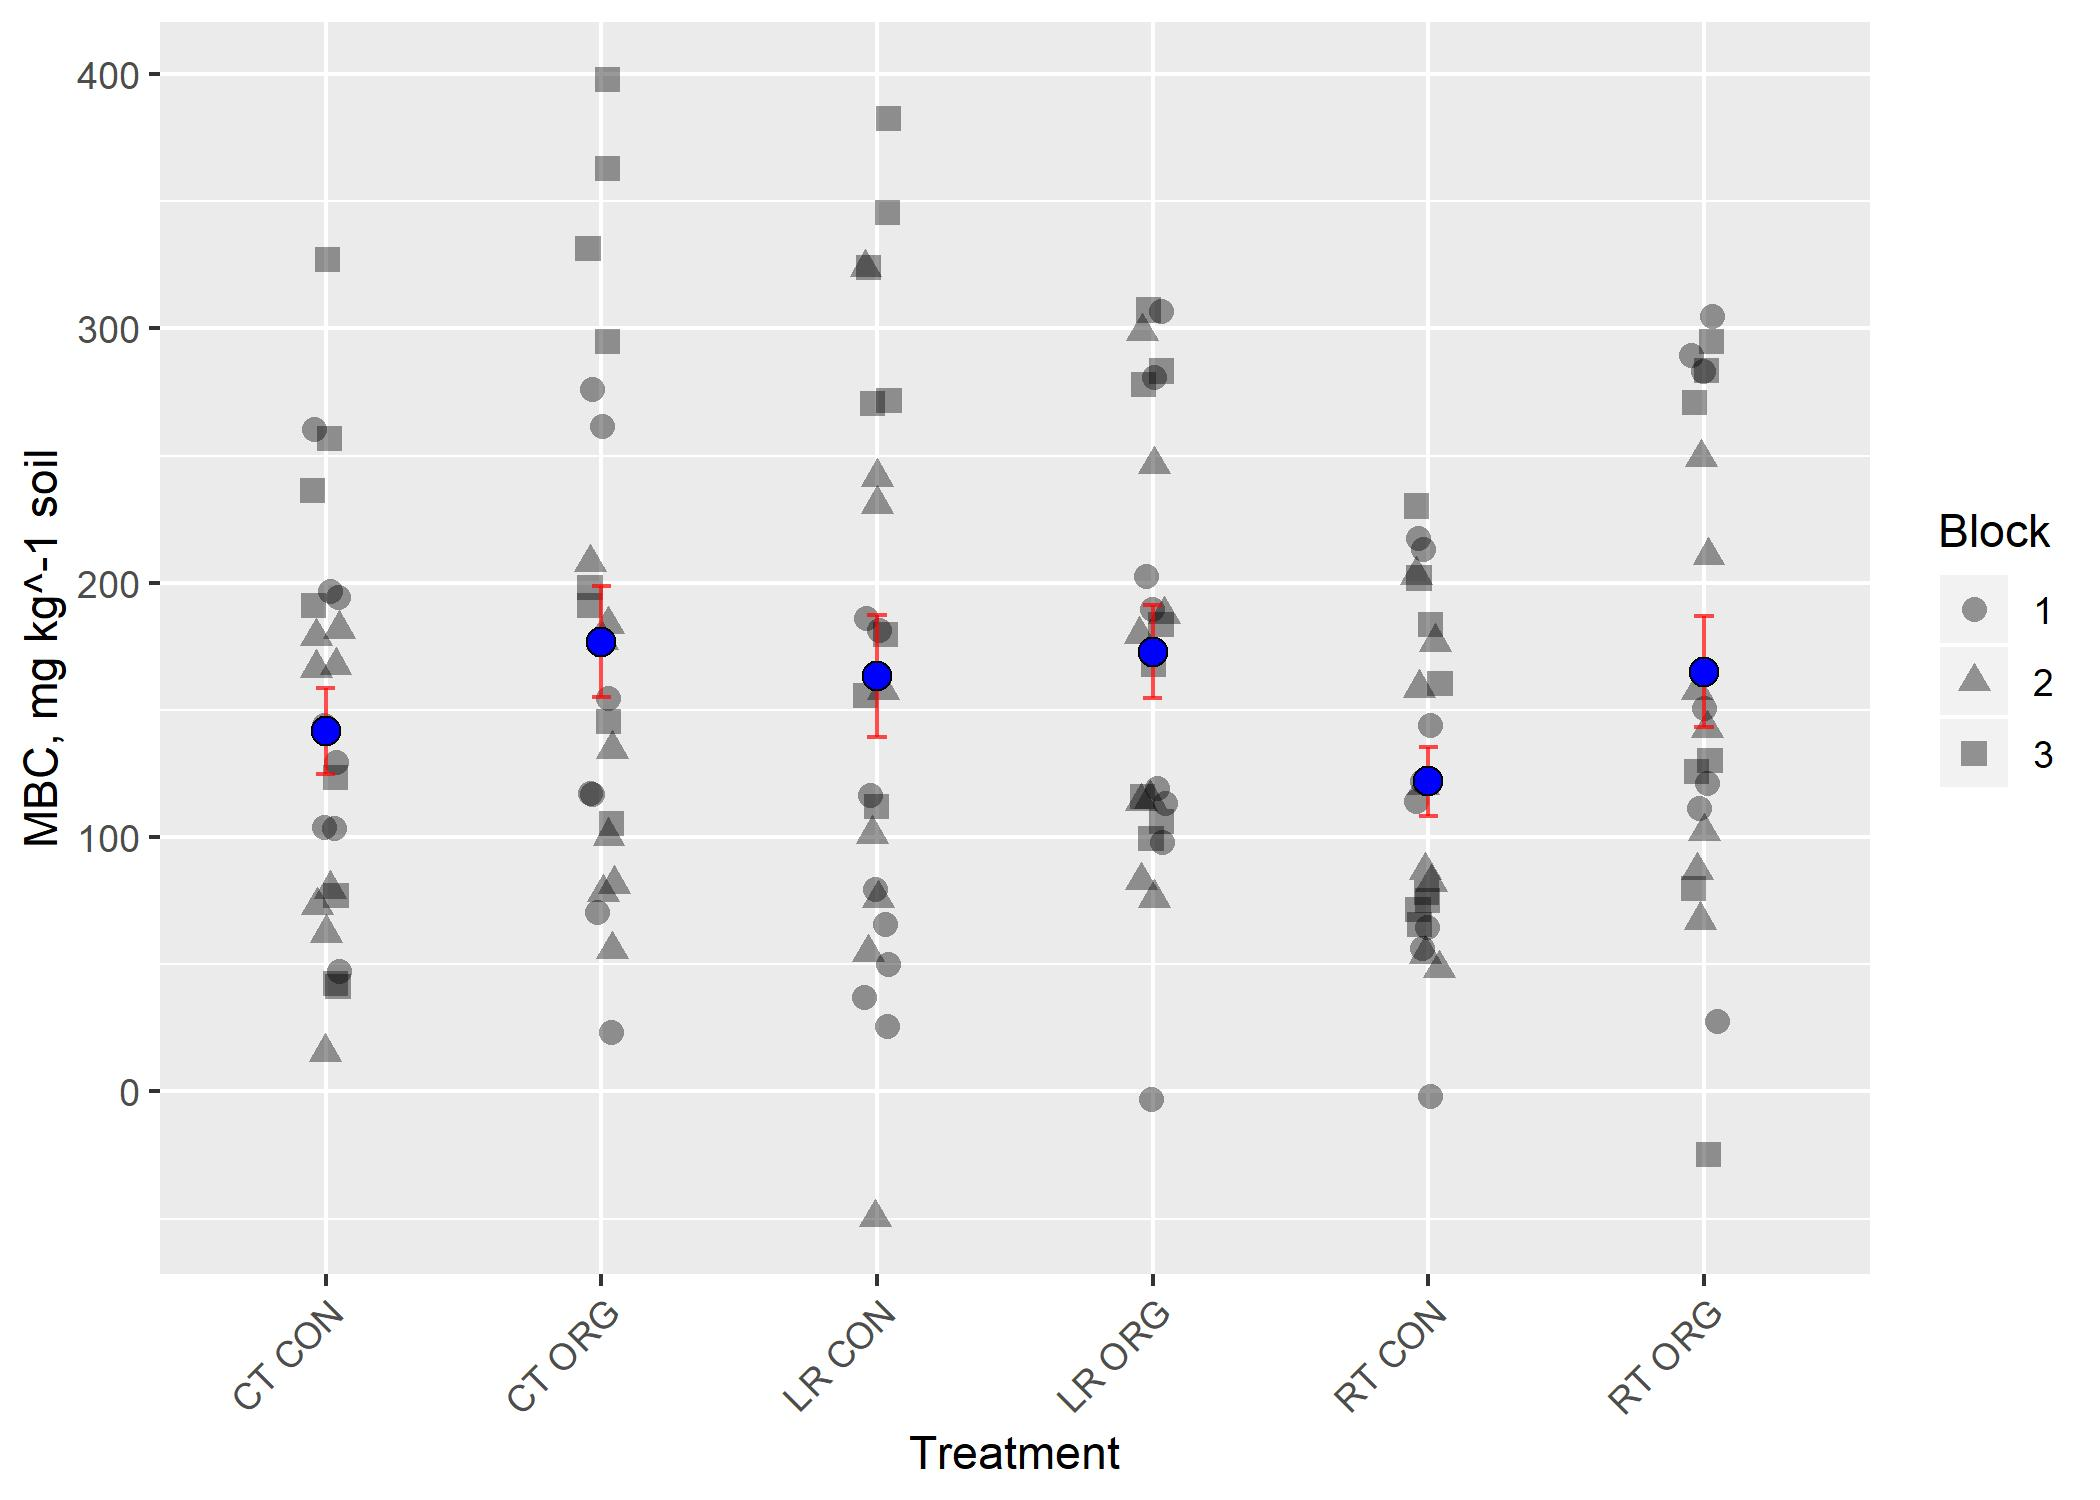 MBC, mg kg^-1 soil
400
300
200
100
0
CT CON
CT ORG
LR CON
LR ORG
RT CON
RT ORG
Treatment
Block
1
2
3